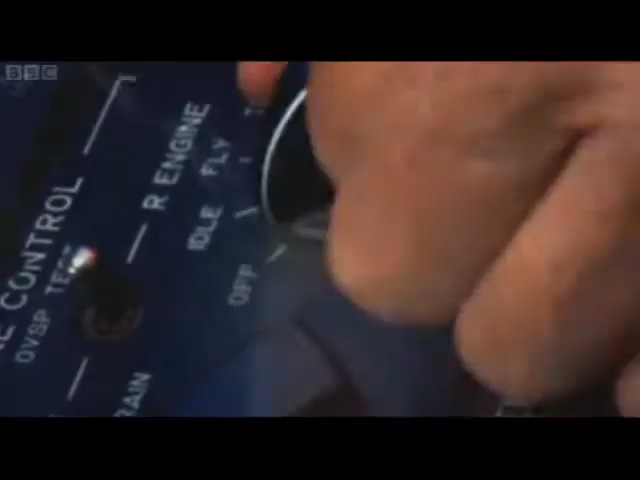 BBC
R ENGINE
FLY
IDLE
OFF
E CONTROL
OVSP TEST
RAIN